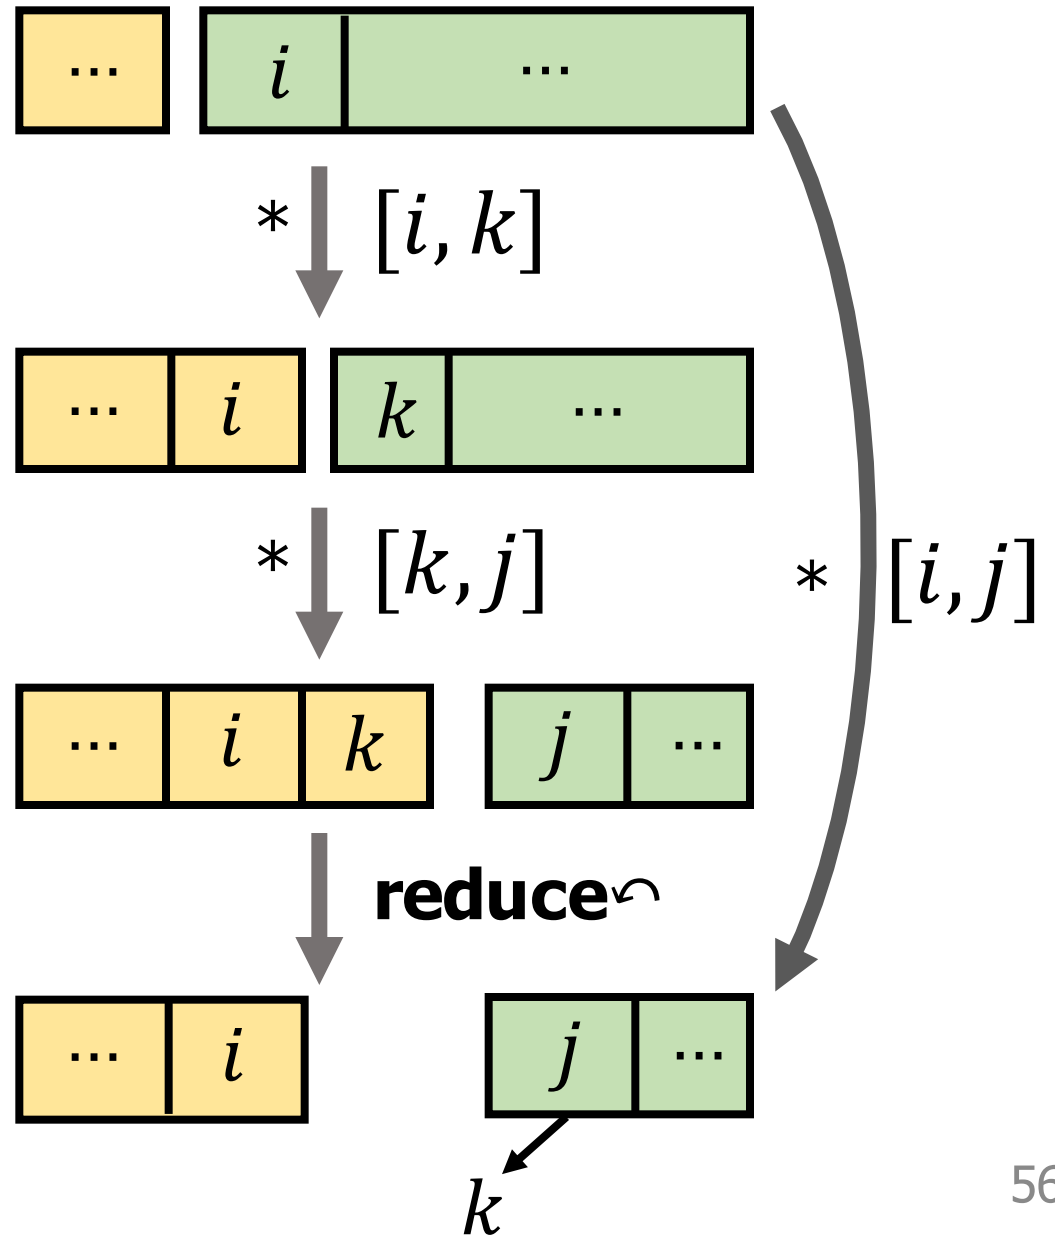 ⋯ i ⋯
* [i, k]
⋯ i k ⋯
* [k, j]
* [i, j]
⋯ i k j ⋯
reduce↶
⋯ i j ⋯
k
56